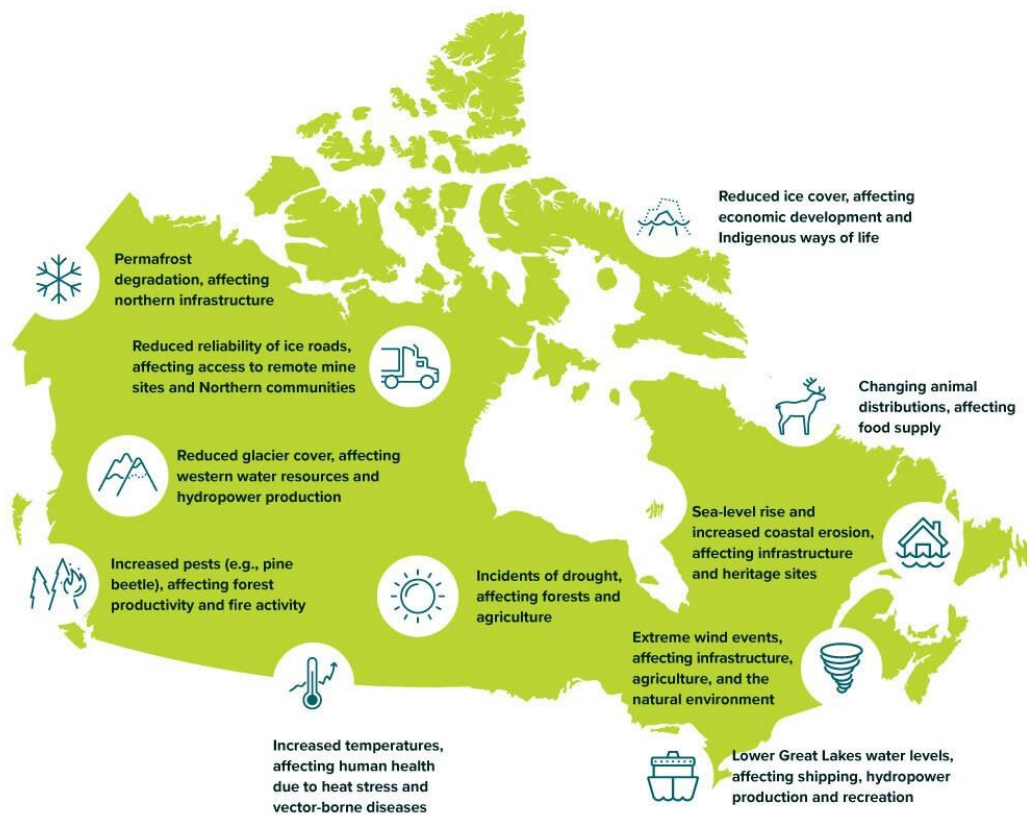 Reduced ice cover, affecting
economic development and
Indigenous ways of life
Permafrost
degradation, affecting
northern infrastructure
Reduced reliability of ice roads,
affecting access to remote mine
sites and Northern communities
Changing animal
distributions, affecting
food supply
Reduced glacier cover, affecting
western water resources and
hydropower production
Sea-level rise and
increased coastal erosion,
affecting infrastructure
and heritage sites
Increased pests (e.g., pine
beetle), affecting forest
productivity and fire activity
Incidents of drought,
affecting forests and
agriculture
Extreme wind events,
affecting infrastructure,
agriculture, and the
natural environment
Increased temperatures,
affecting human health
due to heat stress and
vector-borne diseases
Lower Great Lakes water levels,
affecting shipping, hydropower
production and recreation